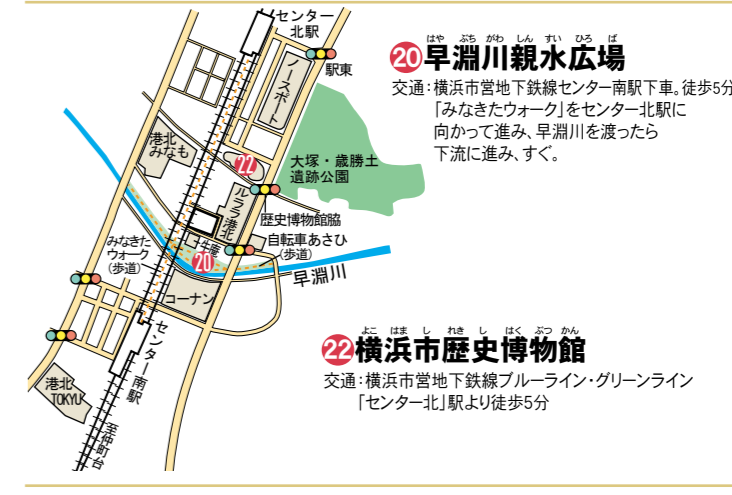 センター
北駅
駅東
ノースポート
港北
みなも
22
大塚・歳勝土
遺跡公園
ルララ港北
歴史博物館脇
自転車あさひ
(歩道)
みなきた
ウォーク
(歩道)
牛庵
20
早淵川
コーナン
センター南駅
港北
TOKYU
至仲町台
はやぶちがわしんすいひろば
20早淵川親水広場
交通:横浜市営地下鉄線センター南駅下車。徒歩5分
「みなきたウォーク」をセンター北駅に
向かって進み、早淵川を渡ったら
下流に進み、すぐ。
よこはましれきしはくぶつかん
22横浜市歴史博物館
交通:横浜市営地下鉄線ブルーライン・グリーンライン
「センター北」駅より徒歩5分